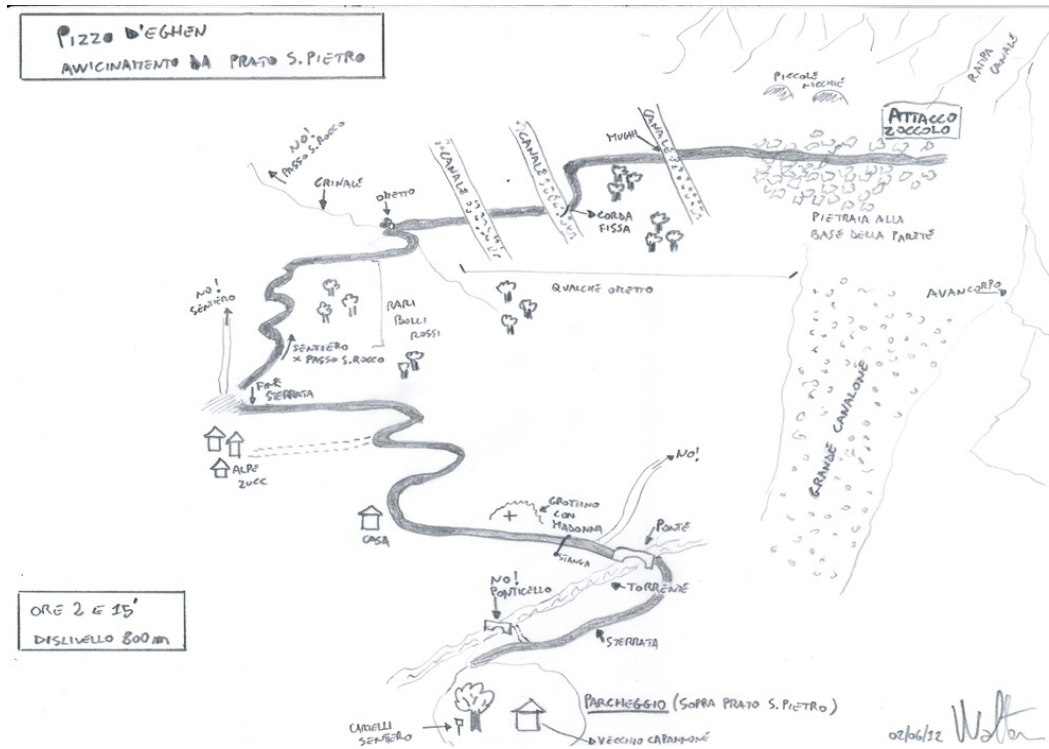 PIZZO D'EGHEN
AVVICINAMENTO DA PRATO S. PIETRO
RAMPA
CANALE
PICCOLE
NICCHIE
ATTACCO
ZOCCOLO
NO!
PASSO S. ROCCO
CRINALE
OMETTO
CANALE
CANALE
MUGHI
CANALE
CORDA
FISSA
PIETRAIA ALLA
BASE DELLA PARETE
QUALCHE OMETTO
AVANCORPO
NO!
SENTIERO
RARI
BOLLI
ROSSI
SENTIERO
X PASSO S. ROCCO
FINE
STERRATA
GRANDE CANALONE
ALPE
ZUCC
CASA
GROTTINO
CON
MADONNA
NO!
PONTE
STANGA
NO!
PONTICELLO
TORRENTE
STERRATA
ORE 2 E 15'
DISLIVELLO 800 m
PARCHEGGIO (SOPRA PRATO S. PIETRO)
CARTELLI
SENTIERO
VECCHIO CAPANNONE
02/06/12